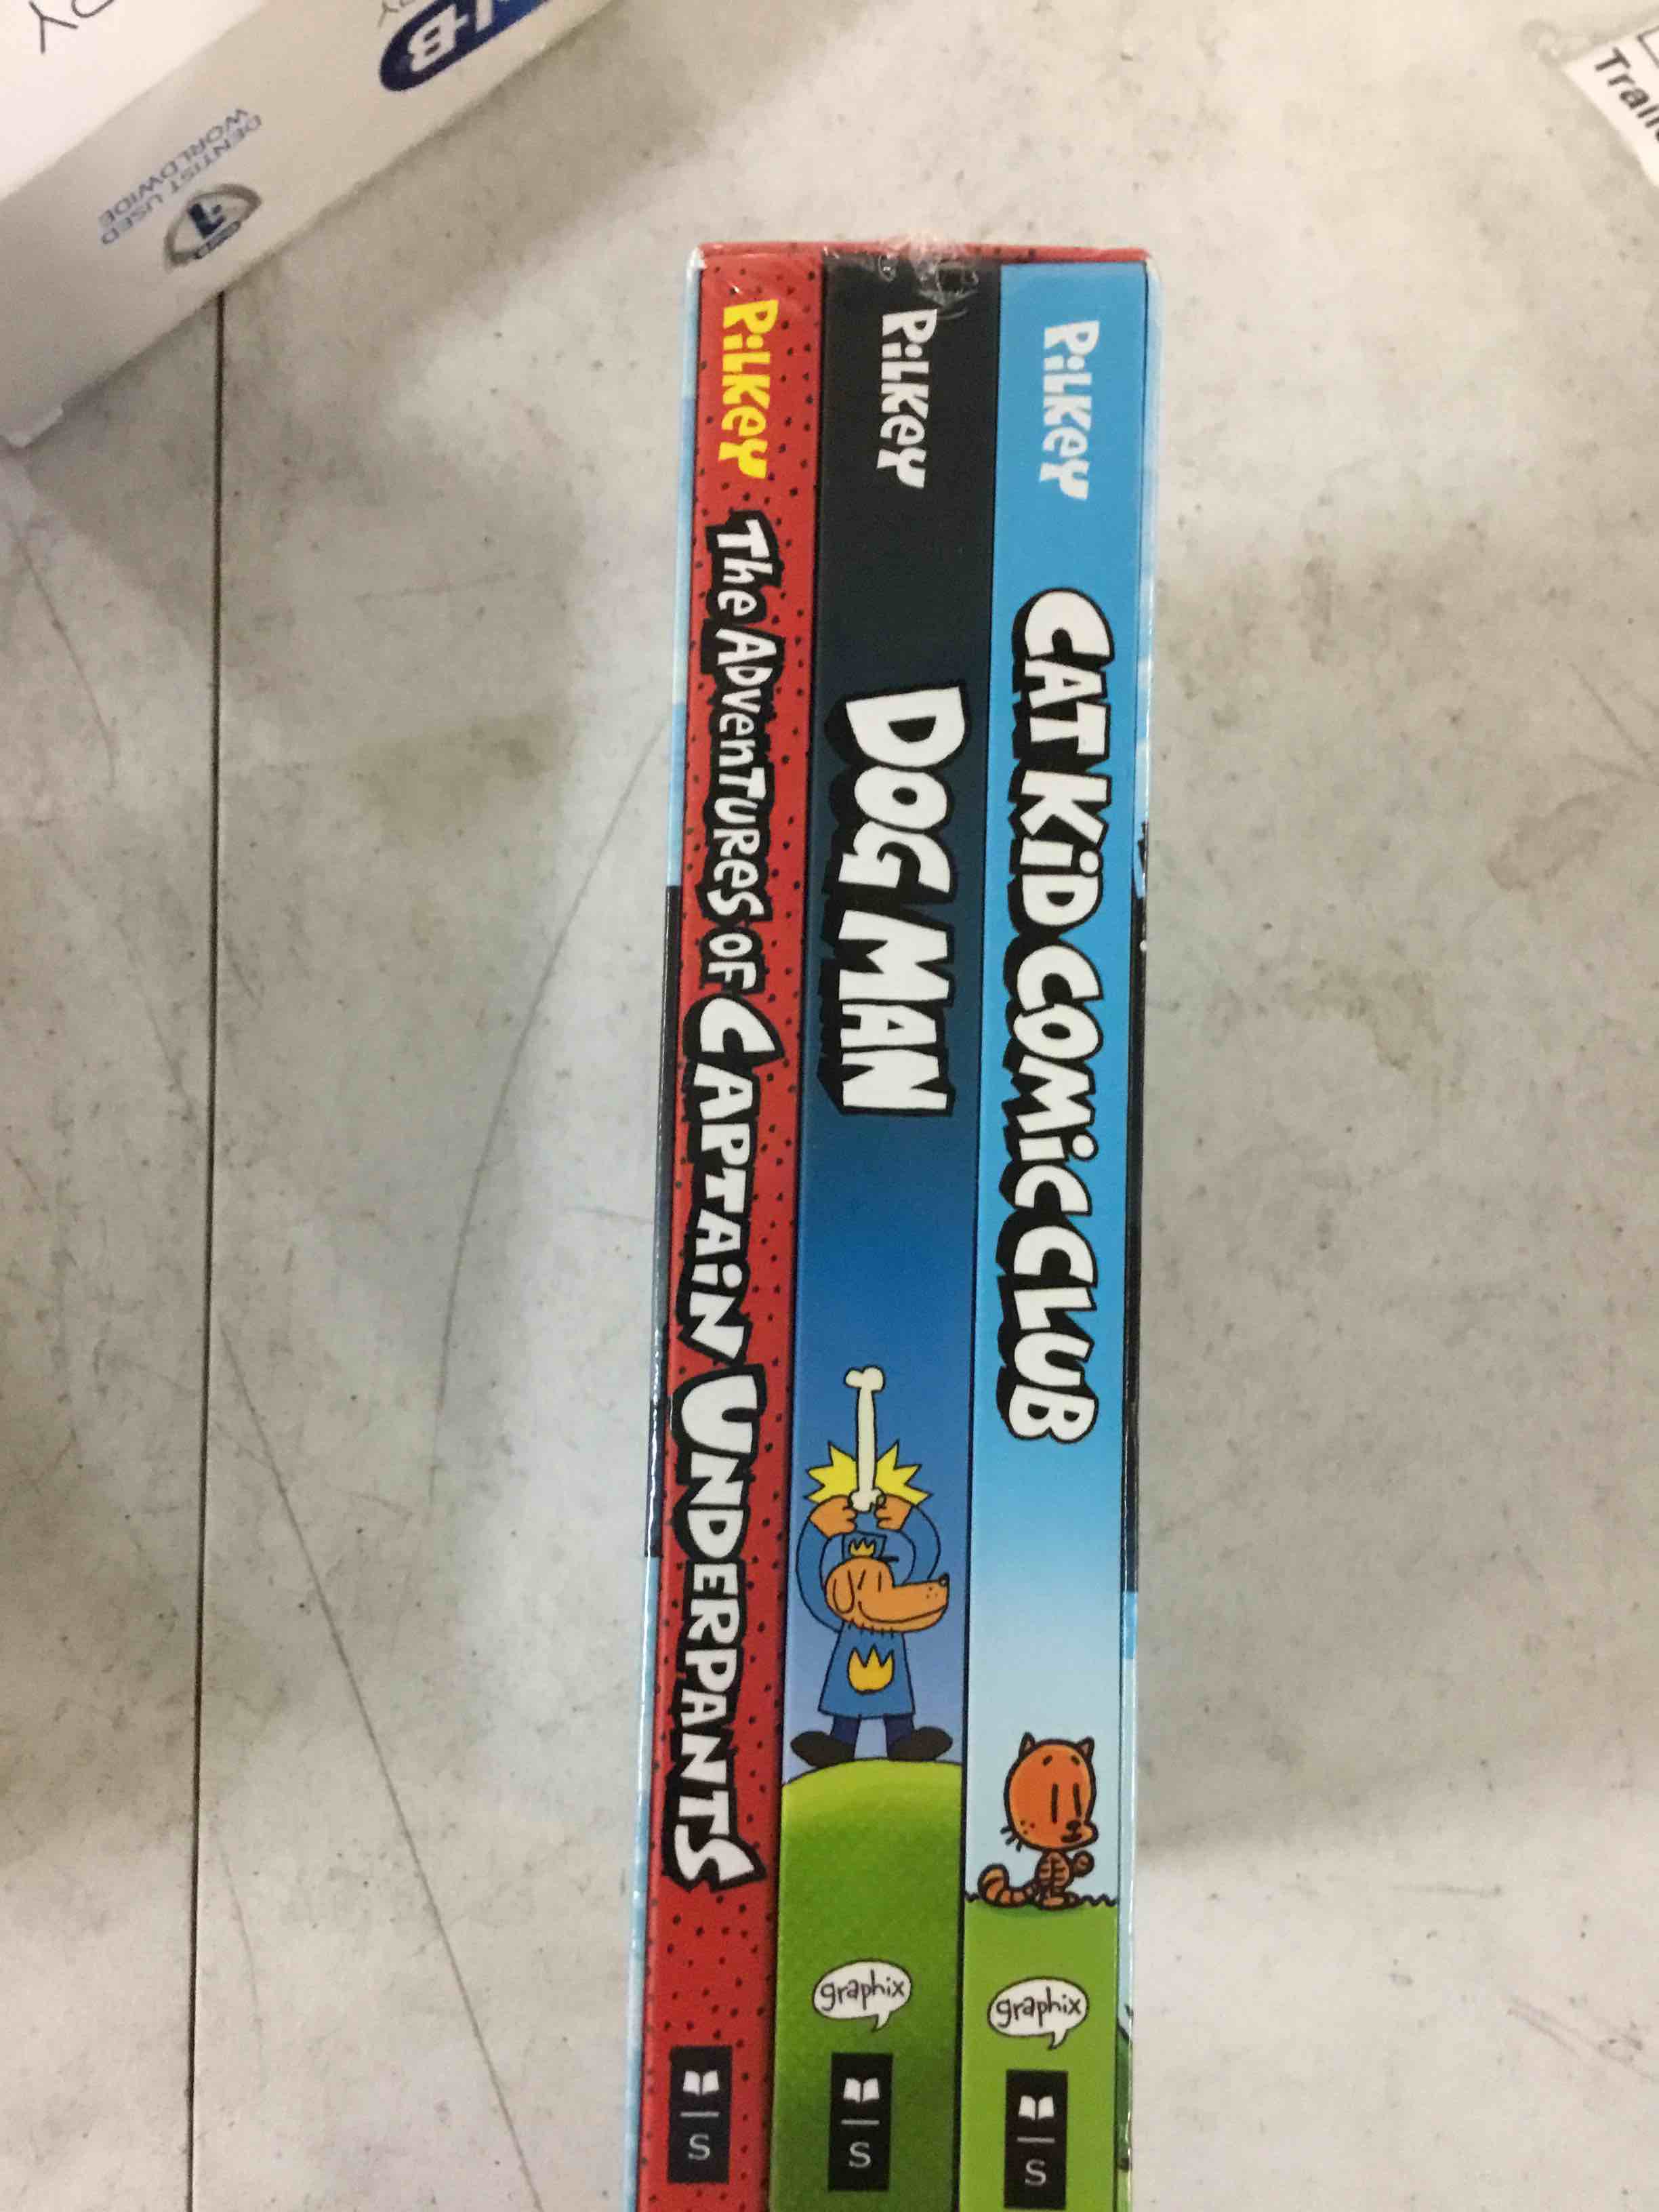 -B
DENTIST USED
WORLDWIDE
#1
PiLKeY
The ADVenTUReS OF CAPTAiN UNDERPANTS
S
PiLKeY
DOG MAN
graphix
S
PiLKeY
CAT KiD COMiC CLUB
graphix
S